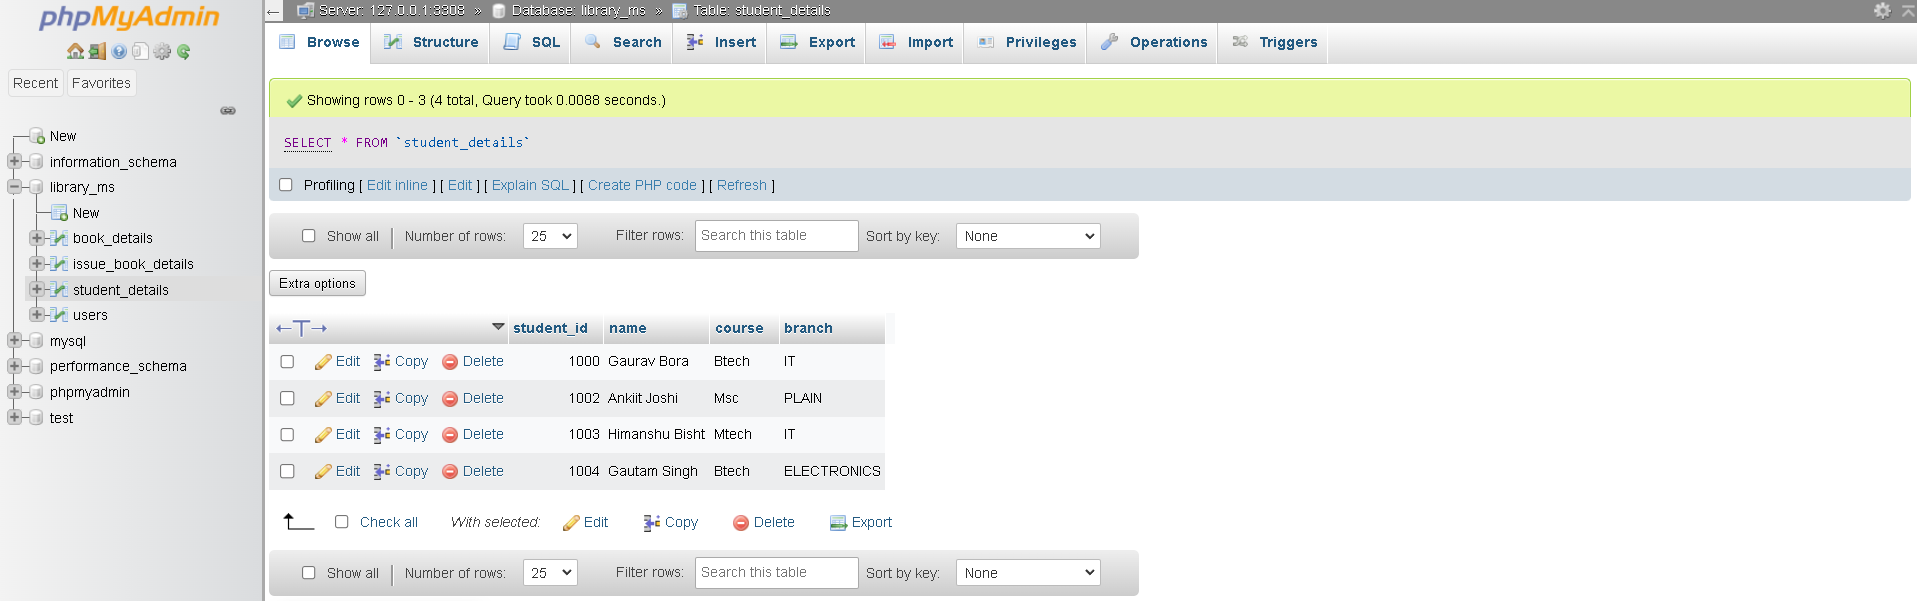 phpMyAdmin
Recent Favorites
New
information_schema
library_ms
New
book_details
issue_book_details
student_details
users
mysql
performance_schema
phpmyadmin
test
Server: 127.0.0.1:3308 » Database: library_ms » Table: student_details
Browse Structure SQL Search Insert Export Import Privileges Operations Triggers
Showing rows 0 - 3 (4 total, Query took 0.0088 seconds.)
SELECT * FROM `student_details`
Profiling [ Edit inline ] [ Edit ] [ Explain SQL ] [ Create PHP code ] [ Refresh ]
Show all | Number of rows: 25 Filter rows: Search this table Sort by key: None
Extra options
←T→ student_id name course branch
Edit Copy Delete 1000 Gaurav Bora Btech IT
Edit Copy Delete 1002 Ankiit Joshi Msc PLAIN
Edit Copy Delete 1003 Himanshu Bisht Mtech IT
Edit Copy Delete 1004 Gautam Singh Btech ELECTRONICS
Check all With selected: Edit Copy Delete Export
Show all | Number of rows: 25 Filter rows: Search this table Sort by key: None